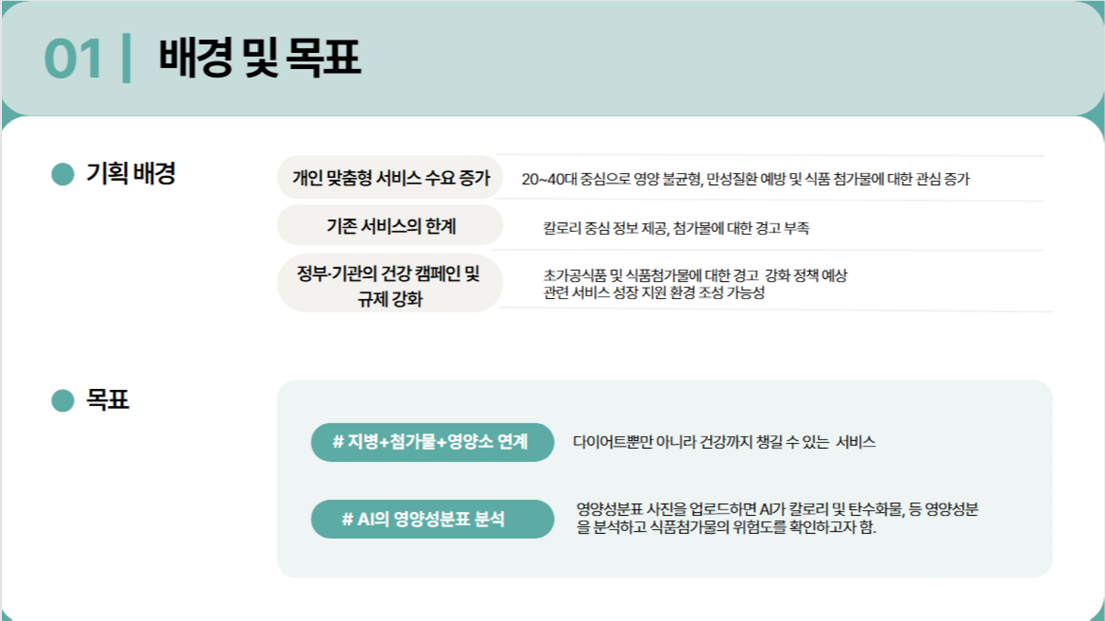 01 | 배경 및 목표
기획 배경
개인 맞춤형 서비스 수요 증가
20~40대 중심으로 영양 불균형, 만성질환 예방 및 식품 첨가물에 대한 관심 증가
기존 서비스의 한계
칼로리 중심 정보 제공, 첨가물에 대한 경고 부족
정부·기관의 건강 캠페인 및
규제 강화
초가공식품 및 식품첨가물에 대한 경고 강화 정책 예상
관련 서비스 성장 지원 환경 조성 가능성
목표
# 지병+첨가물+영양소 연계
다이어트뿐만 아니라 건강까지 챙길 수 있는 서비스
# AI의 영양성분표 분석
영양성분표 사진을 업로드하면 AI가 칼로리 및 탄수화물, 등 영양성분
을 분석하고 식품첨가물의 위험도를 확인하고자 함.